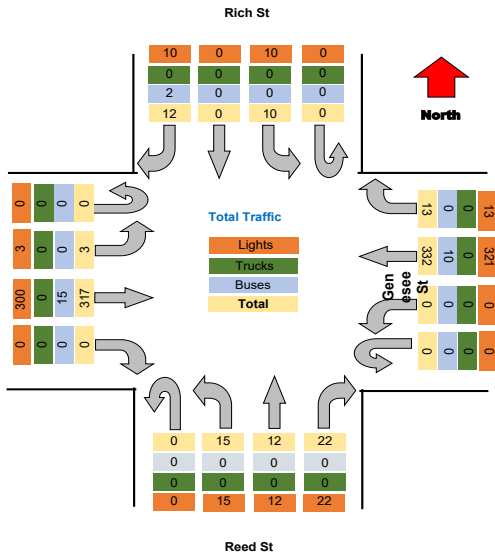 Rich St
10 0 10 0
0 0 0 0
2 0 0 0
12 0 10 0
North
0 0 0 0
3 0 0 3
300 0 15 317
0 0 0 0
Total Traffic
Lights
Trucks
Buses
Total
13 0 0 13
332 10 0 321
Gen
esee
St
0 0 0 0
0 0 0 0
0 15 12 22
0 0 0 0
0 0 0 0
0 15 12 22
Reed St